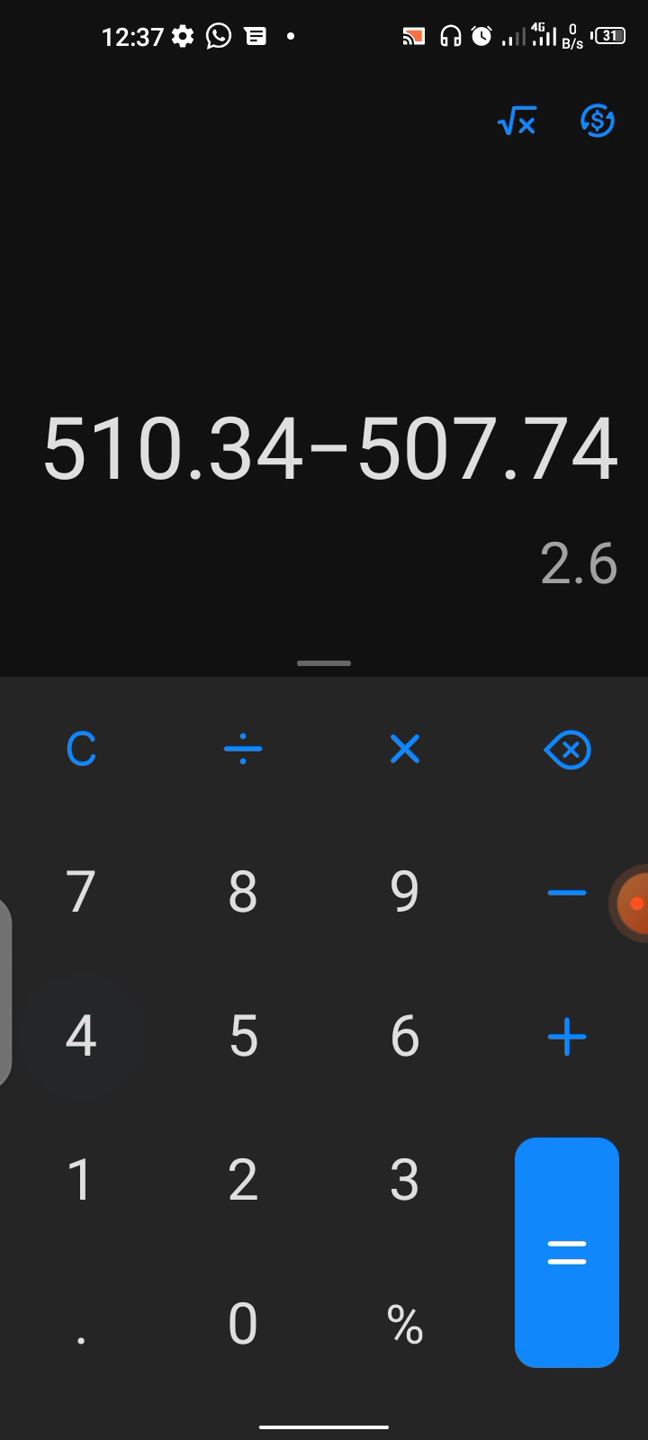 12:37 4G 0 B/s 31
√x $
510.34−507.74
2.6
C ÷ ×
7 8 9 −
4 5 6 +
1 2 3
. 0 % =